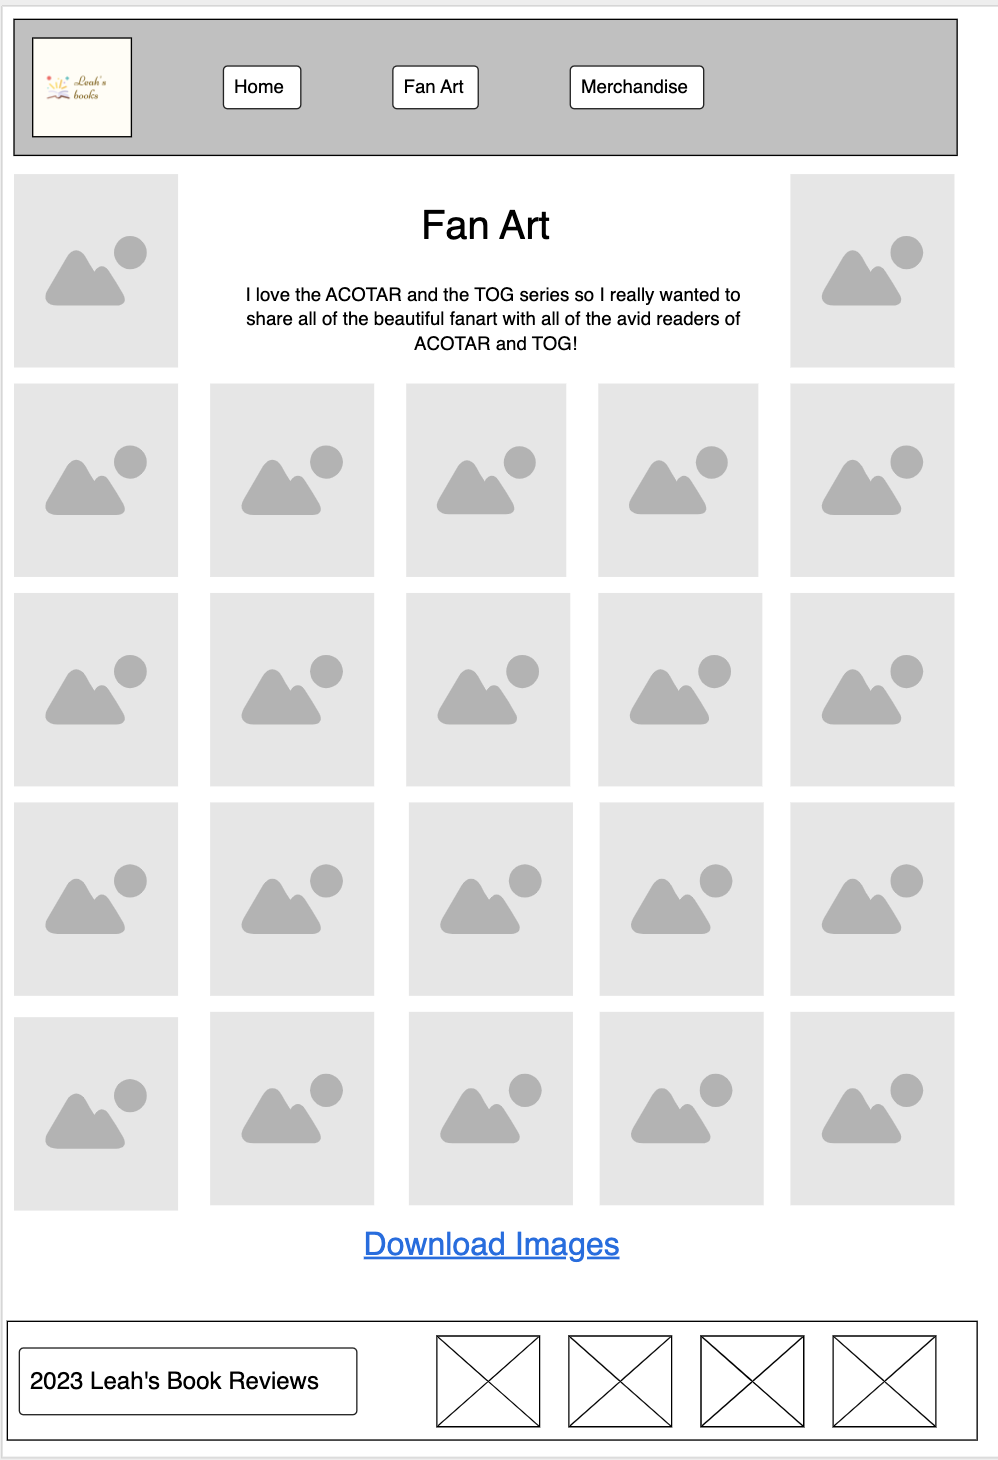 Leah's
books
Home
Fan Art
Merchandise
Fan Art
I love the ACOTAR and the TOG series so I really wanted to
share all of the beautiful fanart with all of the avid readers of
ACOTAR and TOG!
Download Images
2023 Leah's Book Reviews